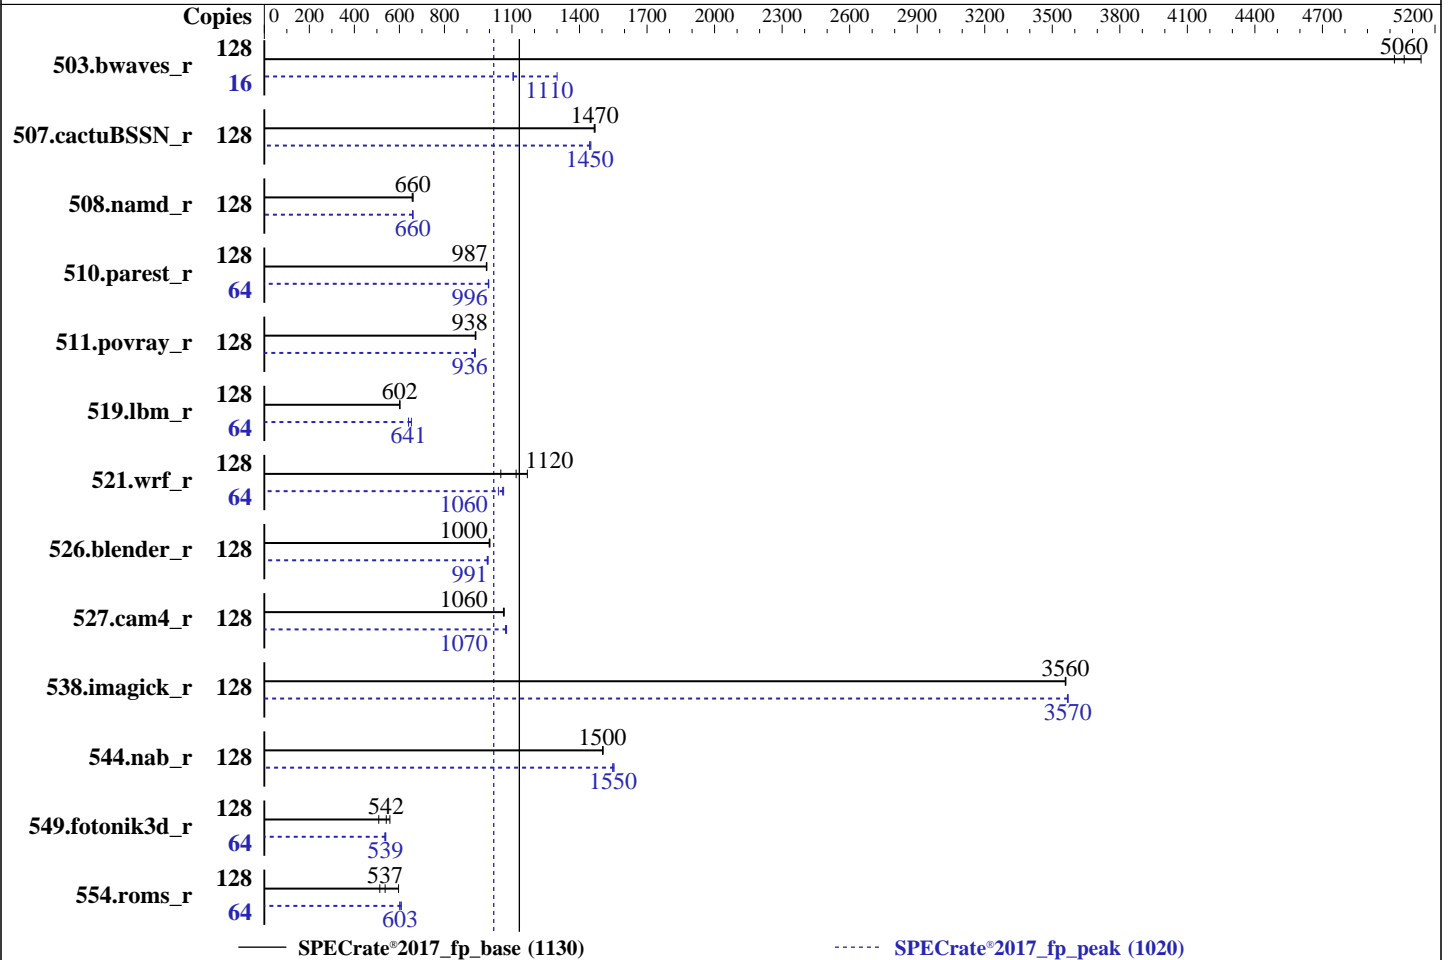 Copies 0 200 400 600 800 1100 1400 1700 2000 2300 2600 2900 3200 3500 3800 4100 4400 4700 5200
503.bwaves_r 128 5060
16 1110
507.cactuBSSN_r 128 1470
1450
508.namd_r 128 660
660
510.parest_r 128 987
64 996
511.povray_r 128 938
936
519.lbm_r 128 602
64 641
521.wrf_r 128 1120
64 1060
526.blender_r 128 1000
991
527.cam4_r 128 1060
1070
538.imagick_r 128 3560
3570
544.nab_r 128 1500
1550
549.fotonik3d_r 128 542
64 539
554.roms_r 128 537
64 603
SPECrate®2017_fp_base (1130) SPECrate®2017_fp_peak (1020)